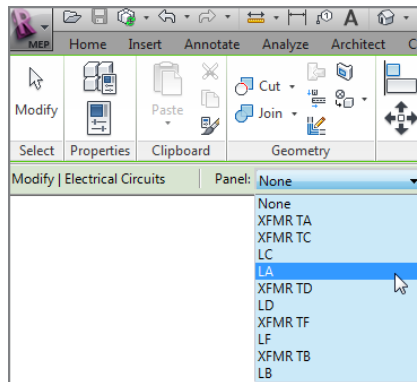 A
MEP
Home Insert Annotate Analyze Architect C
Modify
Paste
Cut
Join
Select Properties Clipboard Geometry
Modify | Electrical Circuits Panel: None
None
XFMR TA
XFMR TC
LC
LA
XFMR TD
LD
XFMR TF
LF
XFMR TB
LB